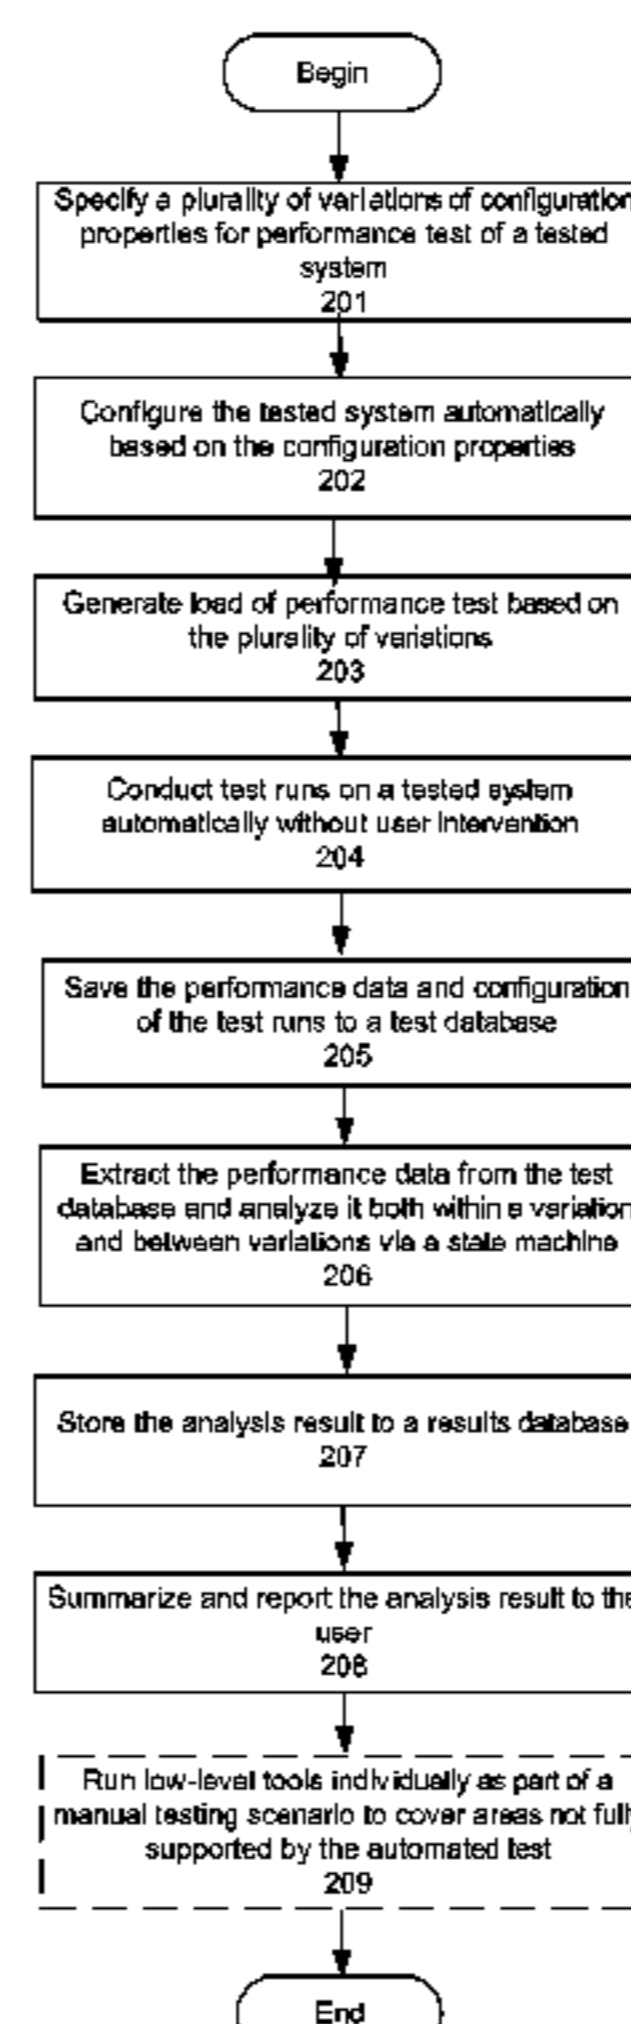 Begin
Specify a plurality of variations of configuration
properties for performance test of a tested
system
201
Configure the tested system automatically
based on the configuration properties
202
Generate load of performance test based on
the plurality of variations
203
Conduct test runs on a tested system
automatically without user intervention
204
Save the performance data and configuration
of the test runs to a test database
205
Extract the performance data from the test
database and analyze it both within a variation
and between variations via a state machine
206
Store the analysis result to a results database
207
Summarize and report the analysis result to the
user
208
Run low-level tools individually as part of a
manual testing scenario to cover areas not fully
supported by the automated test
209
End